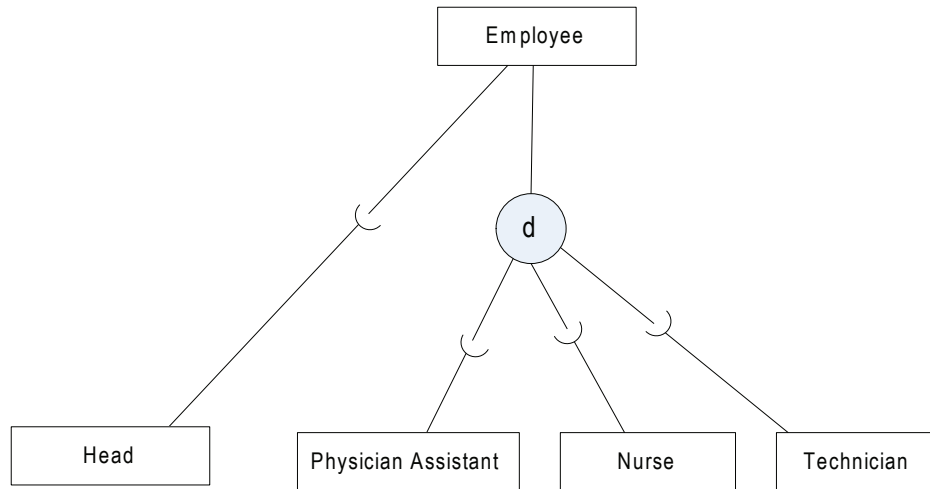 Employee
d
Head
Physician Assistant
Nurse
Technician